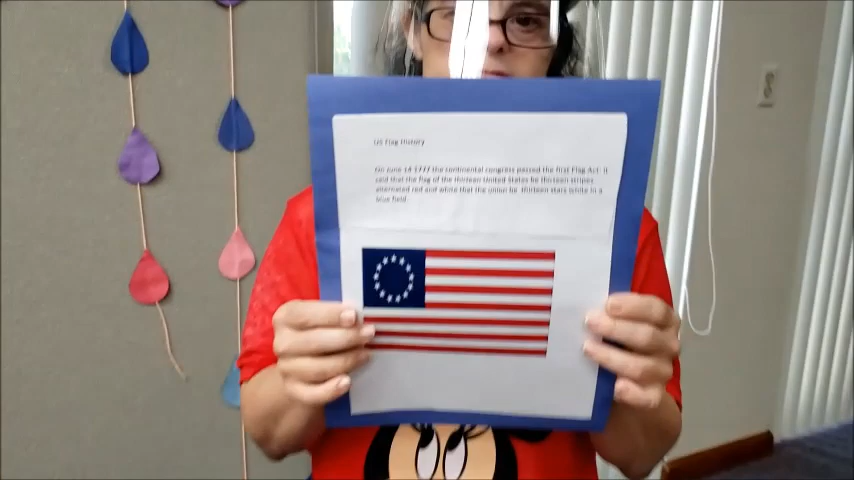 US Flag History
On June 14 1777 the continental congress passed the first Flag Act: it
said that the flag of the thirteen United States be thirteen stripes
alternated red and white that the union be thirteen stars white in a
blue field.